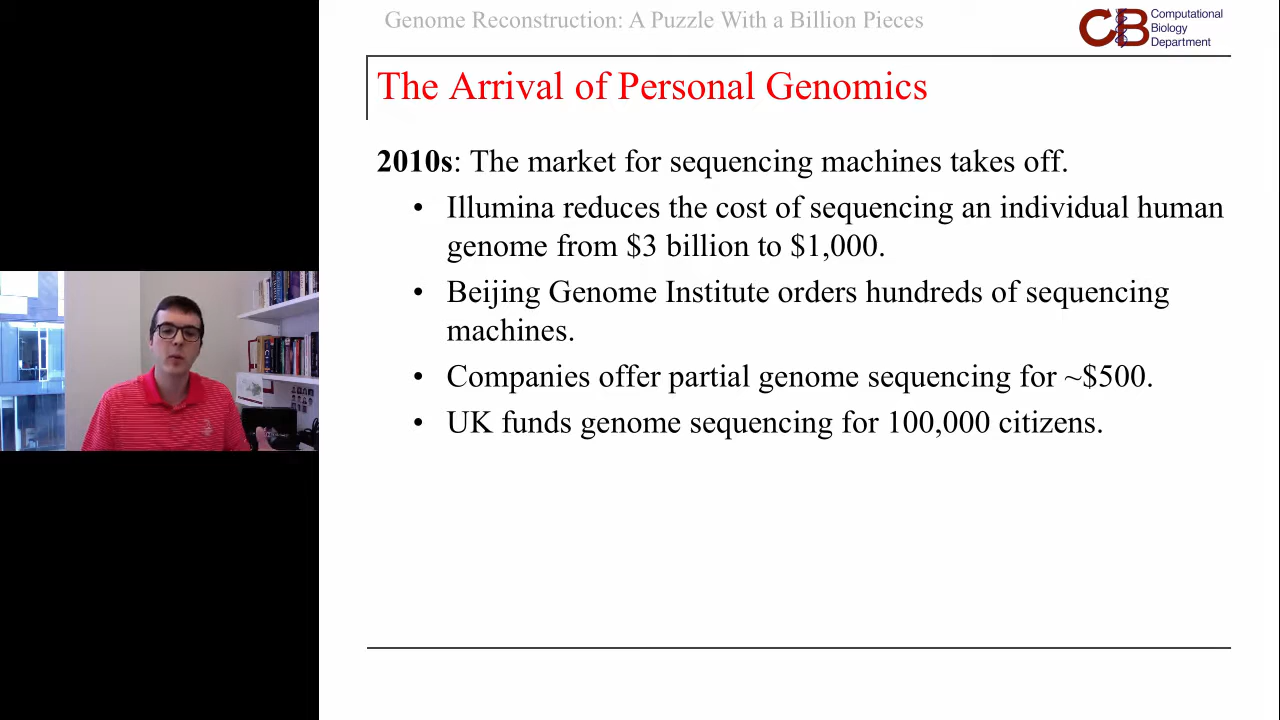 Genome Reconstruction: A Puzzle With a Billion Pieces
CB Computational
Biology
Department
The Arrival of Personal Genomics
2010s: The market for sequencing machines takes off.
• Illumina reduces the cost of sequencing an individual human
genome from $3 billion to $1,000.
• Beijing Genome Institute orders hundreds of sequencing
machines.
• Companies offer partial genome sequencing for ~$500.
• UK funds genome sequencing for 100,000 citizens.